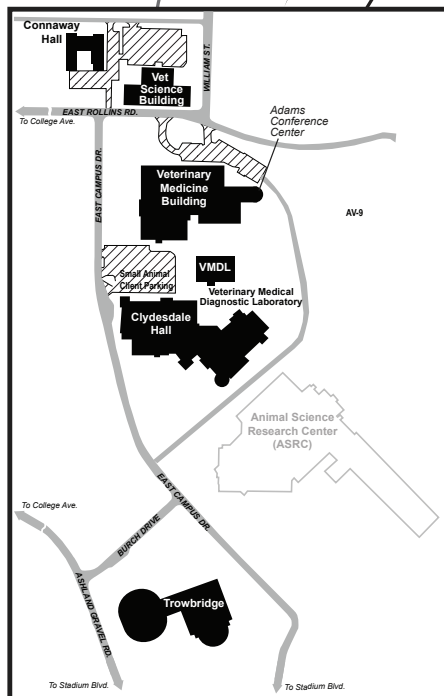 Connaway
Hall
WILLIAM ST.
Vet
Science
Building
EAST ROLLINS RD.
To College Ave.
Adams
Conference
Center
EAST CAMPUS DR.
Veterinary
Medicine
Building
AV-9
Small Animal
Client Parking
VMDL
Veterinary Medical
Diagnostic Laboratory
Clydesdale
Hall
Animal Science
Research Center
(ASRC)
EAST CAMPUS DR.
To College Ave.
BURCH DRIVE
ASHLAND GRAVEL RD.
Trowbridge
To Stadium Blvd.
To Stadium Blvd.